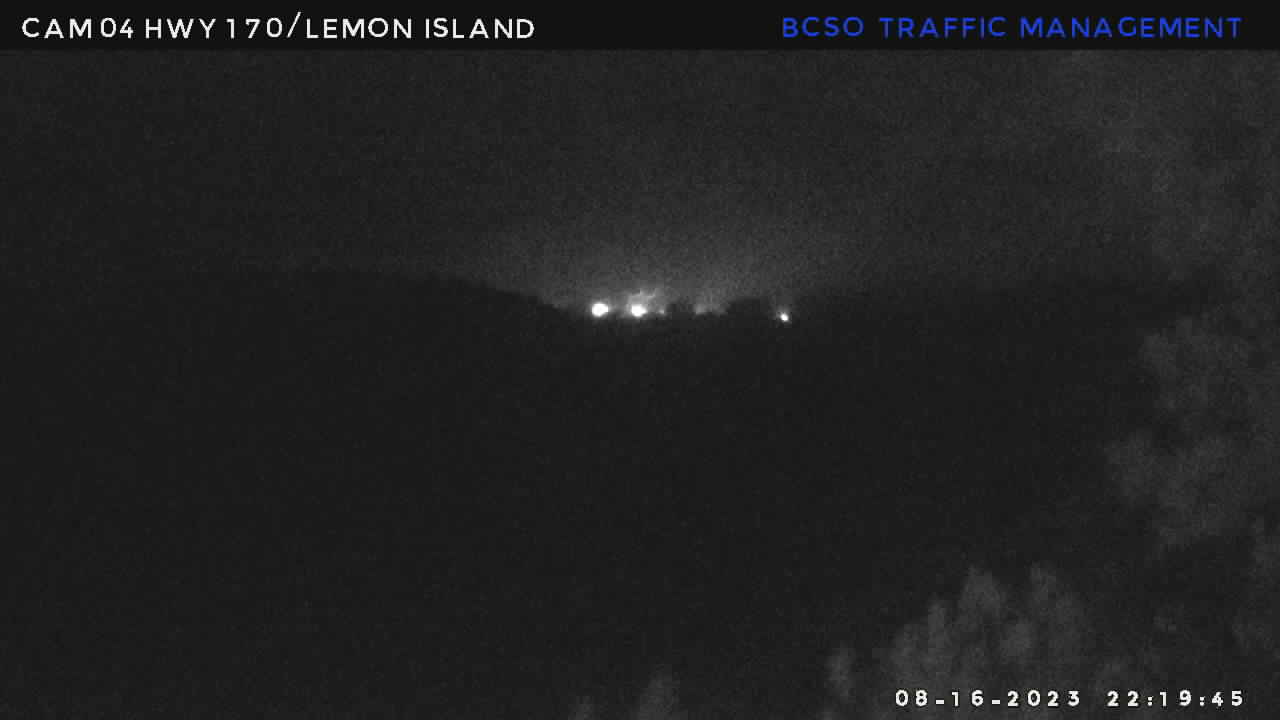 CAM04 HWY 170/LEMON ISLAND
BCSO TRAFFIC MANAGEMENT
08-16-2023 22:19:45